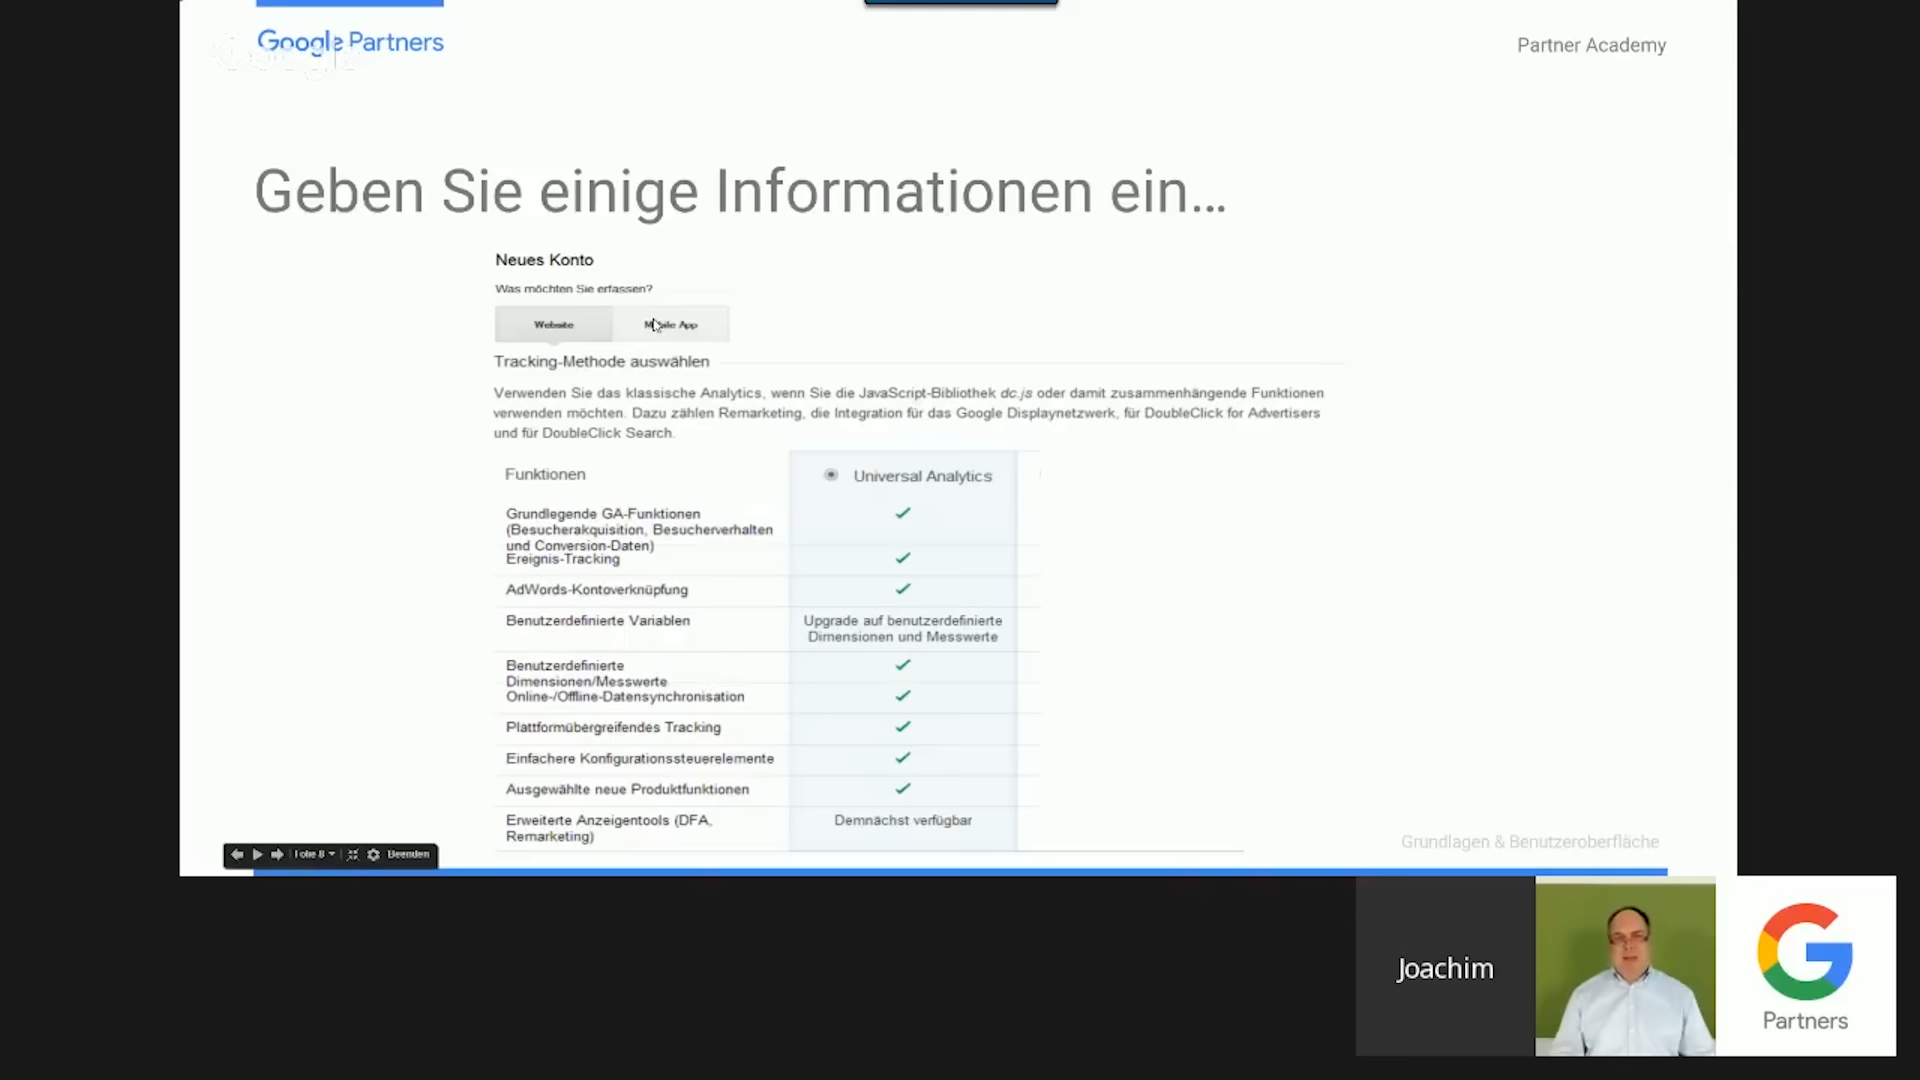 Google Partners
Partner Academy
Geben Sie einige Informationen ein...
Neues Konto
Was möchten Sie erfassen?
Website
Mobile App
Tracking-Methode auswählen
Verwenden Sie das klassische Analytics, wenn Sie die JavaScript-Bibliothek dc.js oder damit zusammenhängende Funktionen
verwenden möchten. Dazu zählen Remarketing, die Integration für das Google Displaynetzwerk, für DoubleClick for Advertisers
und für DoubleClick Search.
Funktionen
Universal Analytics
Grundlegende GA-Funktionen
(Besucherakquisition, Besucherverhalten
und Conversion-Daten)
Ereignis-Tracking
AdWords-Kontoverknüpfung
Benutzerdefinierte Variablen
Upgrade auf benutzerdefinierte
Dimensionen und Messwerte
Benutzerdefinierte
Dimensionen/Messwerte
Online-/Offline-Datensynchronisation
Plattformübergreifendes Tracking
Einfachere Konfigurationssteuerelemente
Ausgewählte neue Produktfunktionen
Erweiterte Anzeigentools (DFA,
Remarketing)
Demnächst verfügbar
Grundlagen & Benutzeroberfläche
Folie 8
Beenden
Joachim
Partners